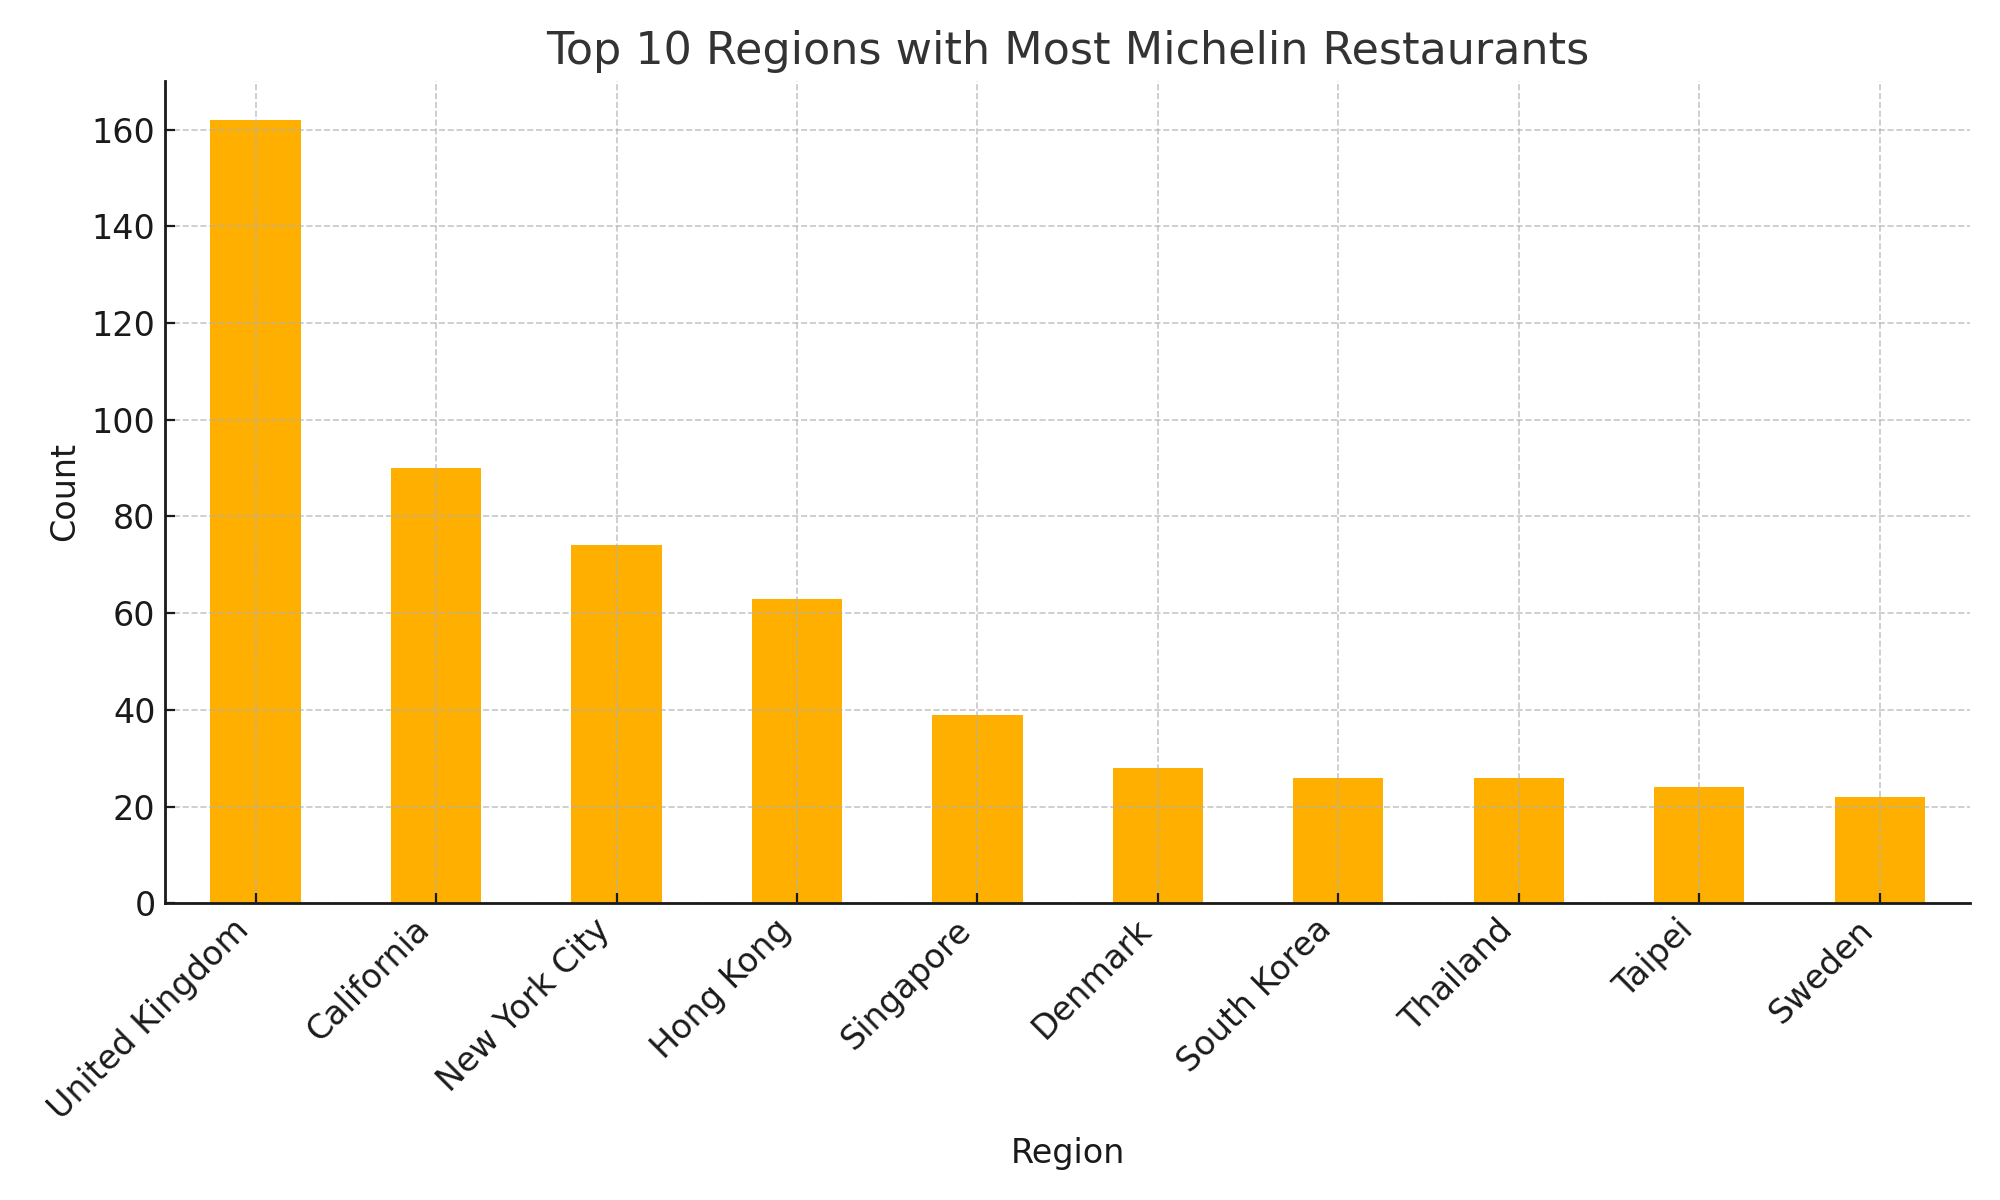 Top 10 Regions with Most Michelin Restaurants
160
140
120
100
80
60
40
20
0
Count
United Kingdom
California
New York City
Hong Kong
Singapore
Denmark
South Korea
Thailand
Taipei
Sweden
Region